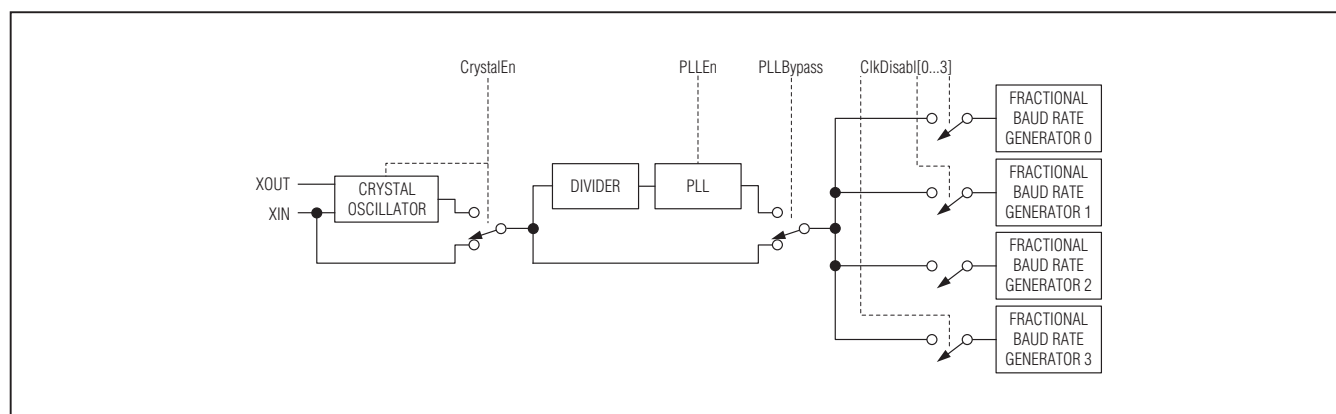 CrystalEn
PLLEn
PLLBypass
ClkDisabl[0...3]
FRACTIONAL
BAUD RATE
GENERATOR 0
XOUT
XIN
CRYSTAL
OSCILLATOR
DIVIDER
PLL
FRACTIONAL
BAUD RATE
GENERATOR 1
FRACTIONAL
BAUD RATE
GENERATOR 2
FRACTIONAL
BAUD RATE
GENERATOR 3